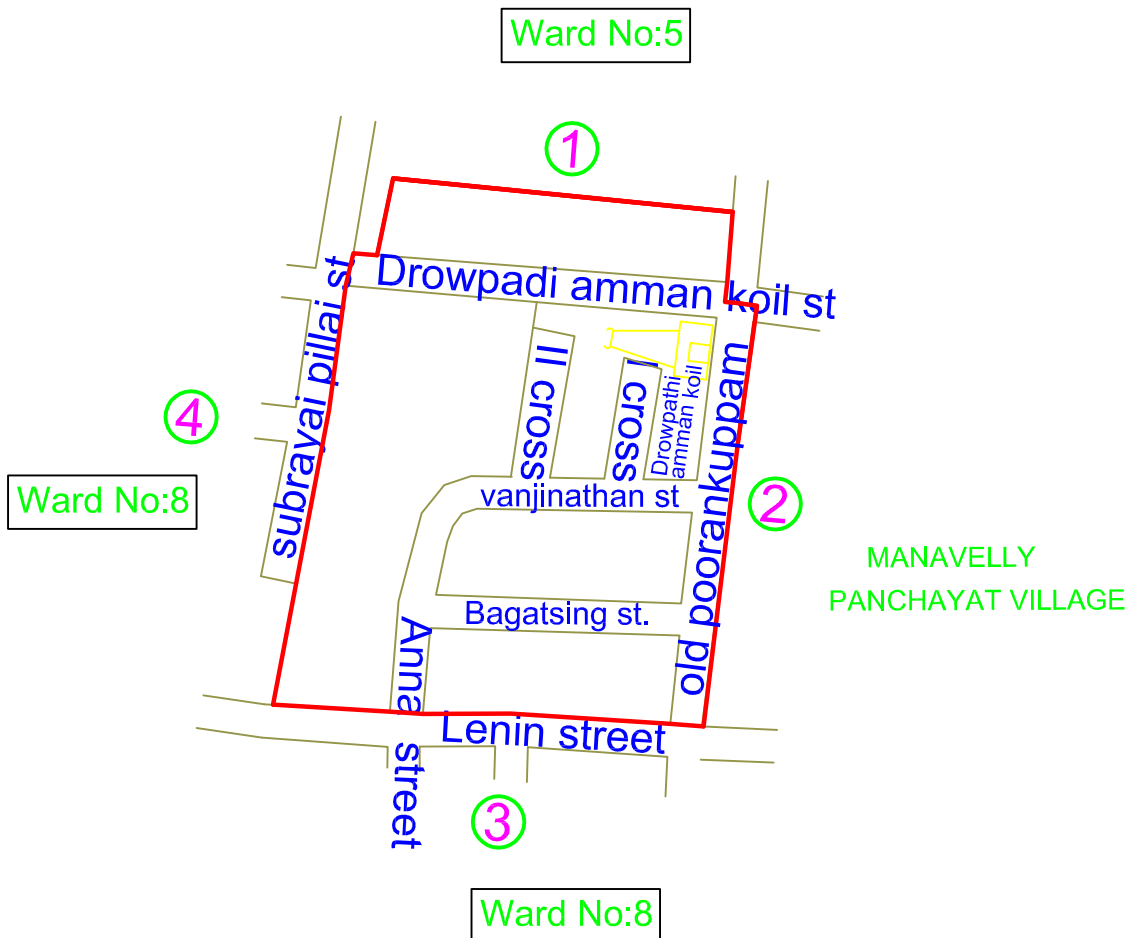 Ward No:5
1
Drowpadi amman koil st
subrayai pillai st
II cross
I cross
Drowpathi
amman koil
old poorankuppam
4
Ward No:8
vanjinathan st
2
MANAVELLY
PANCHAYAT VILLAGE
Bagatsing st.
Anna street
Lenin street
3
Ward No:8